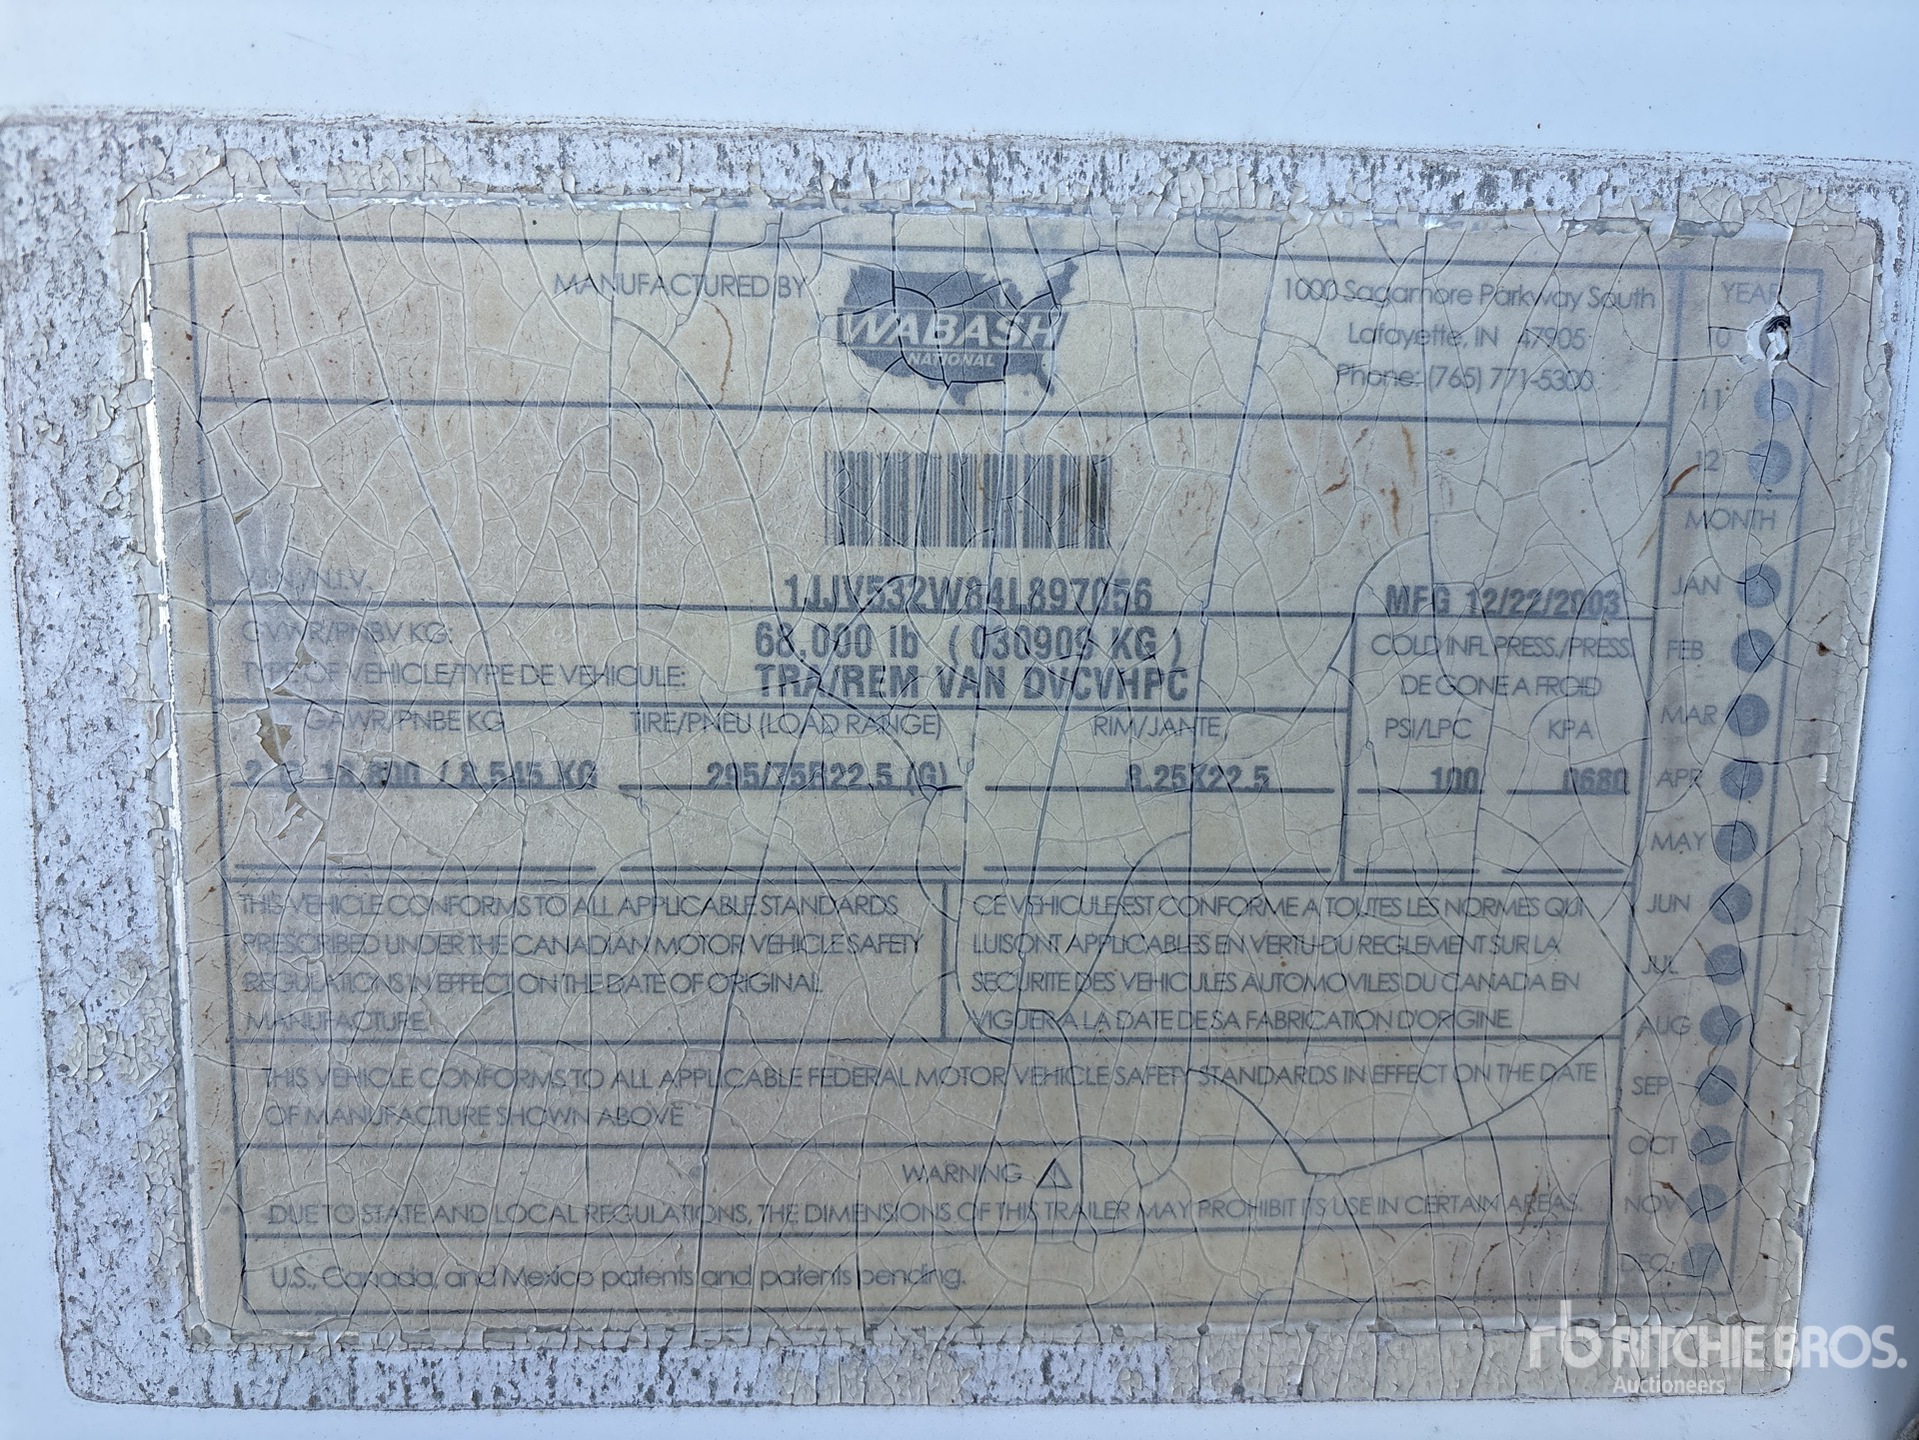 MANUFACTURED BY
WABASH
NATIONAL
1000 Sagamore Parkway South
Lafayette, IN 47905
Phone: (765) 771-5300
YEAR
10
11
12
MONTH
JAN
FEB
MAR
APR
MAY
JUN
JUL
AUG
SEP
OCT
NOV
V.I.N./N.I.V.
1JJV532W84L897056
MFG 12/22/2003
GVWR/PNBV KG:
68,000 lb ( 030909 KG )
TYPE OF VEHICLE/TYPE DE VEHICULE:
TRA/REM VAN DVCVHPC
COLD INFL. PRESS./PRESS.
DE GONE A FROID
GAWR/PNBE KG
TIRE/PNEU (LOAD RANGE)
RIM/JANTE,
PSI/LPC
KPA
/ 8,545 KG
295/75R22.5 (G)
8.25X22.5
100
0680
THIS VEHICLE CONFORMS TO ALL APPLICABLE STANDARDS
PRESCRIBED UNDER THE CANADIAN MOTOR VEHICLE SAFETY
REGULATIONS IN EFFECT ON THE DATE OF ORIGINAL
MANUFACTURE.
CE VEHICULE EST CONFORME A TOUTES LES NORMES QUI
LUI SONT APPLICABLES EN VERTU DU REGLEMENT SUR LA
SECURITE DES VEHICULES AUTOMOVILES DU CANADA EN
VIGUER A LA DATE DE SA FABRICATION D'ORIGINE.
THIS VEHICLE CONFORMS TO ALL APPLICABLE FEDERAL MOTOR VEHICLE SAFETY STANDARDS IN EFFECT ON THE DATE
OF MANUFACTURE SHOWN ABOVE
WARNING
DUE TO STATE AND LOCAL REGULATIONS, THE DIMENSIONS OF THIS TRAILER MAY PROHIBIT ITS USE IN CERTAIN AREAS.
U.S., Canada, and Mexico patents and patents pending.
rb RITCHIE BROS.
Auctioneers